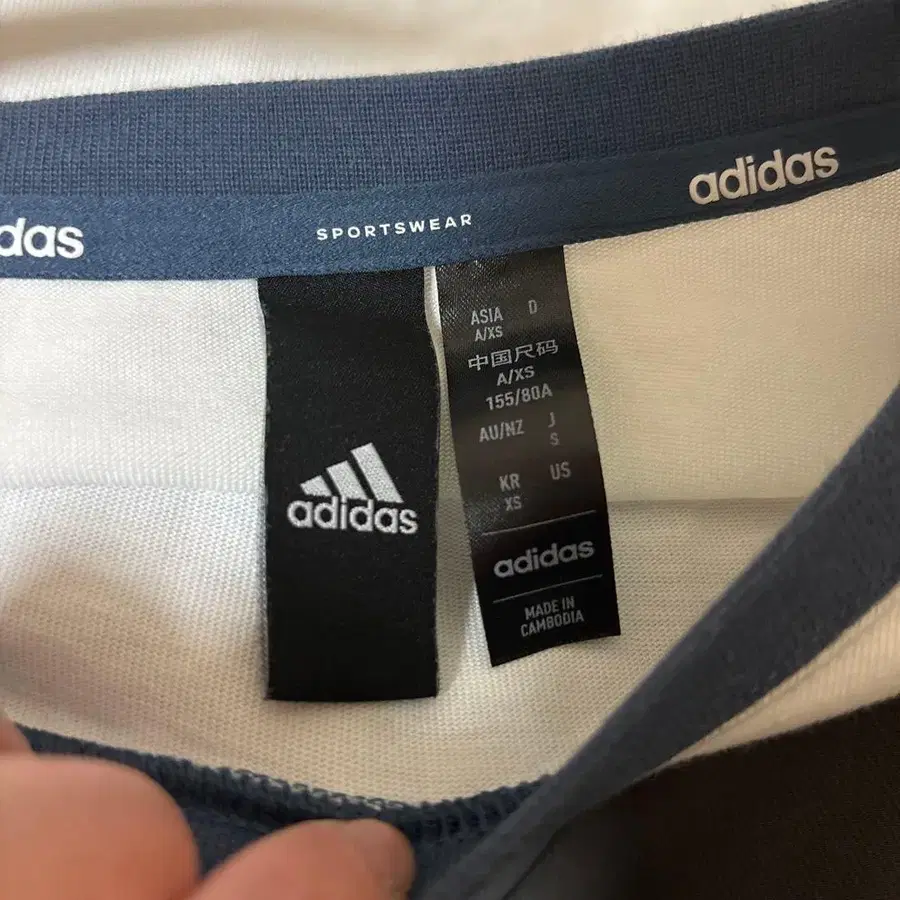 adidas
SPORTSWEAR
das
ASIA D
A/XS
中国尺码
A/XS
155/80A
AU/NZ J
S
KR US
XS
adidas
MADE IN
CAMBODIA
adidas